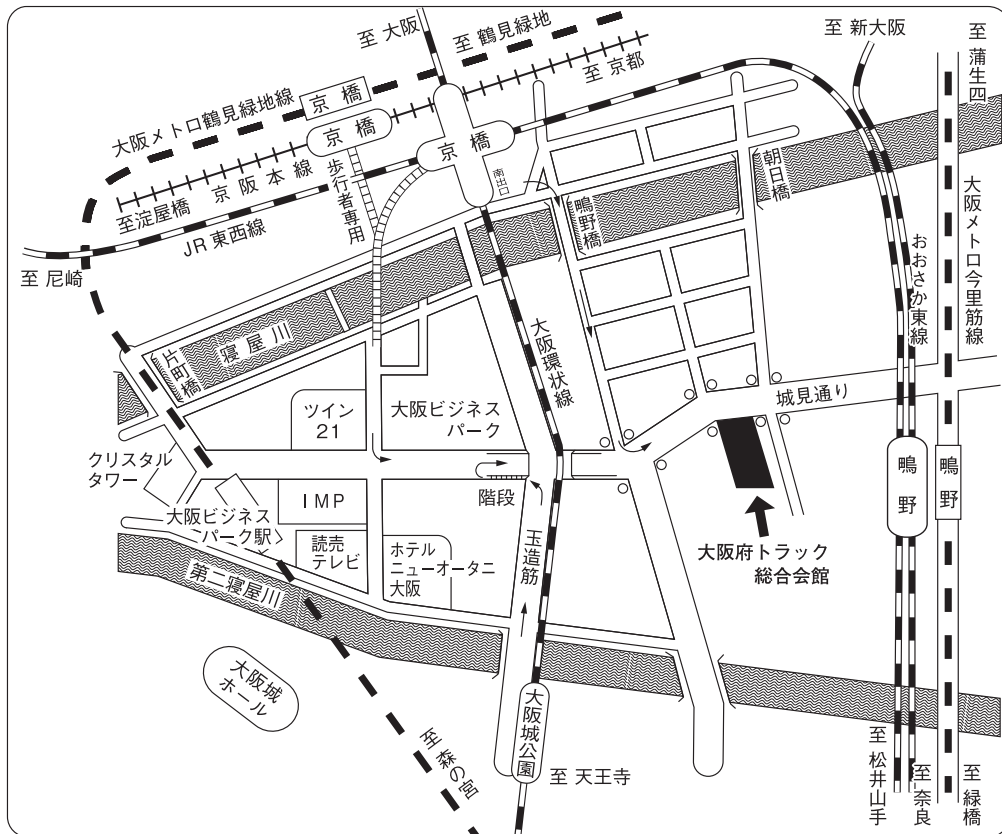 至 大阪
至 鶴見緑地
至 京都
至 新大阪
至 蒲生四
大阪メトロ鶴見緑地線
京橋
京橋
京橋
京阪本線
至淀屋橋
歩行者専用
JR東西線
至 尼崎
南出口
鴫野橋
朝日橋
大阪メトロ今里筋線
おおさか東線
片町橋
寝屋川
大阪環状線
城見通り
ツイン
21
大阪ビジネス
パーク
クリスタル
タワー
IMP
階段
鴫野
鴫野
大阪ビジネス
パーク駅
読売
テレビ
ホテル
ニューオータニ
大阪
玉造筋
大阪府トラック
総合会館
第二寝屋川
大阪城
ホール
大阪城公園
至 森の宮
至 天王寺
至 松井山手
至 奈良
至 緑橋